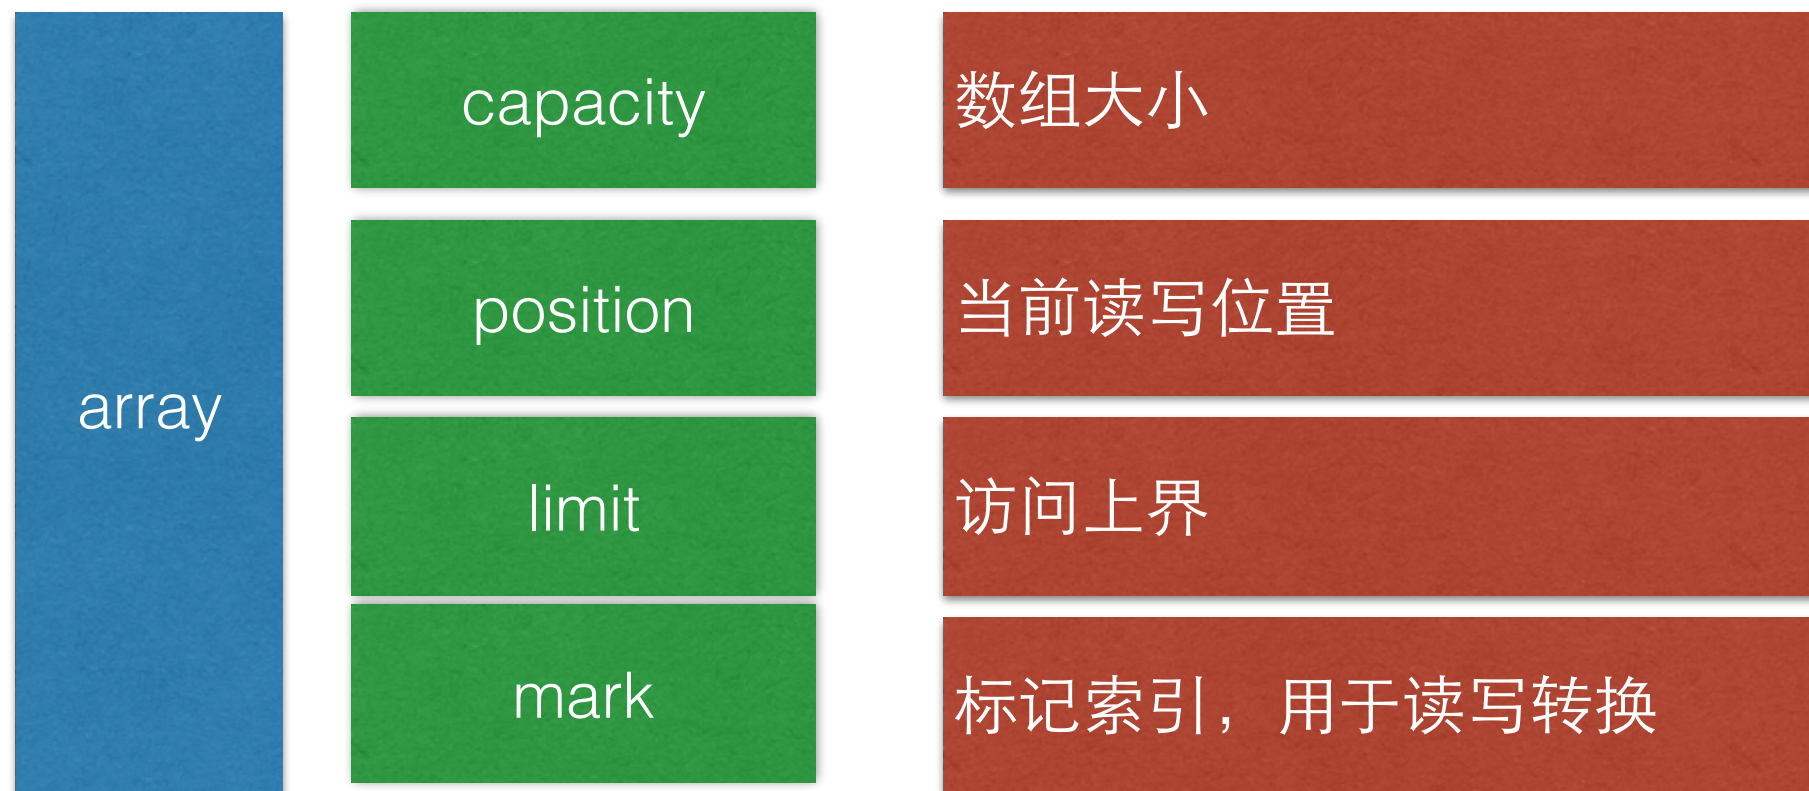 array
capacity
数组大小
position
当前读写位置
limit
访问上界
mark
标记索引，用于读写转换